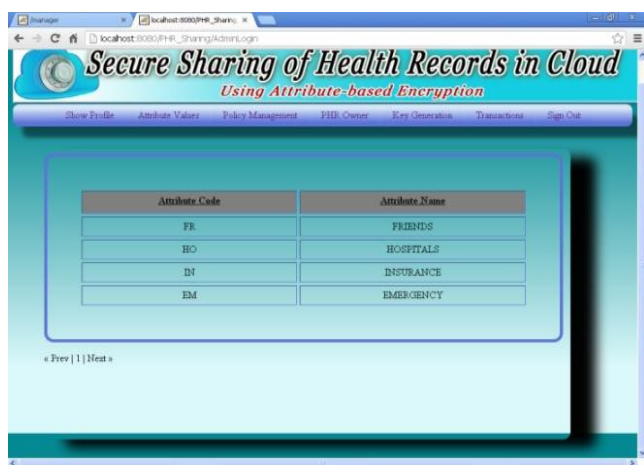 /manager
localhost:8080/PHR_Sharing
localhost:8080/PHR_Sharing/AdminLogin
Secure Sharing of Health Records in Cloud
Using Attribute-based Encryption
Show Profile Attribute Values Policy Management PHR Owner Key Generation Transactions Sign Out
Attribute Code Attribute Name
FR FRIENDS
HO HOSPITALS
IN INSURANCE
EM EMERGENCY
« Prev | 1 | Next »